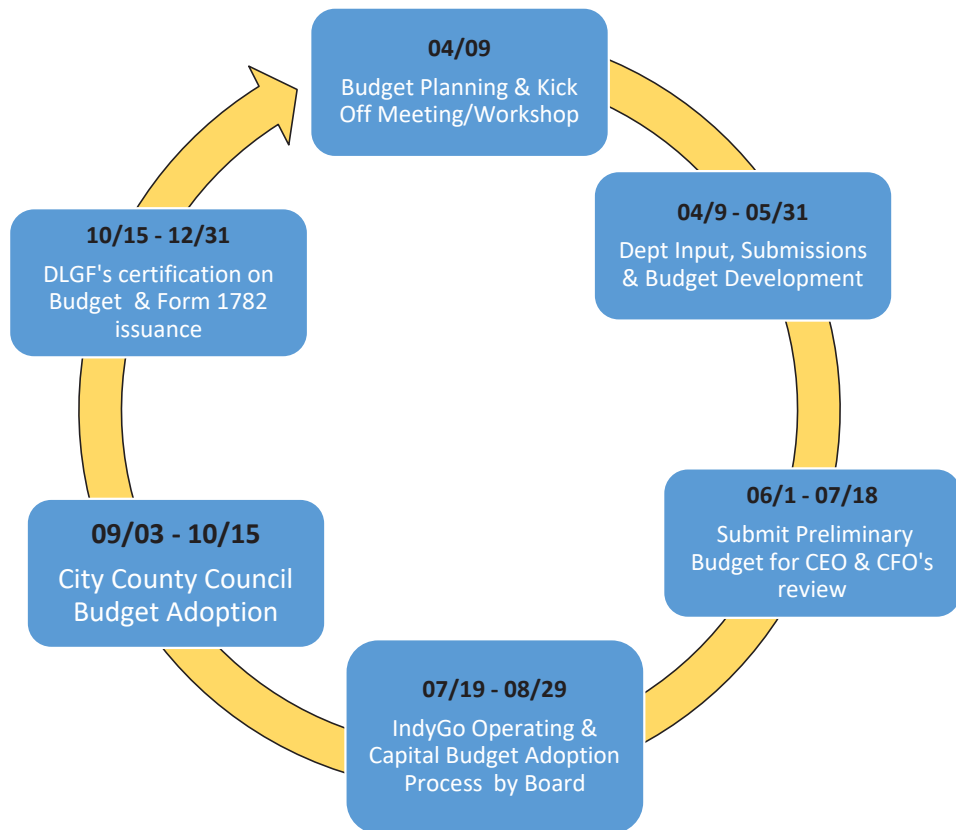 04/09
Budget Planning & Kick
Off Meeting/Workshop
04/9 - 05/31
Dept Input, Submissions
& Budget Development
06/1 - 07/18
Submit Preliminary
Budget for CEO & CFO's
review
07/19 - 08/29
IndyGo Operating &
Capital Budget Adoption
Process by Board
09/03 - 10/15
City County Council
Budget Adoption
10/15 - 12/31
DLGF's certification on
Budget & Form 1782
issuance